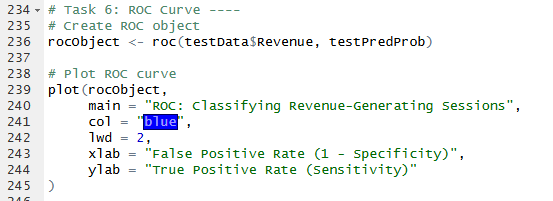 234 # Task 6: ROC Curve ----
235 # Create ROC object
236 rocObject <- roc(testData$Revenue, testPredProb)
237
238 # Plot ROC curve
239 plot(rocObject,
240 main = "ROC: Classifying Revenue-Generating Sessions",
241 col = "blue",
242 lwd = 2,
243 xlab = "False Positive Rate (1 - Specificity)",
244 ylab = "True Positive Rate (Sensitivity)"
245 )
246